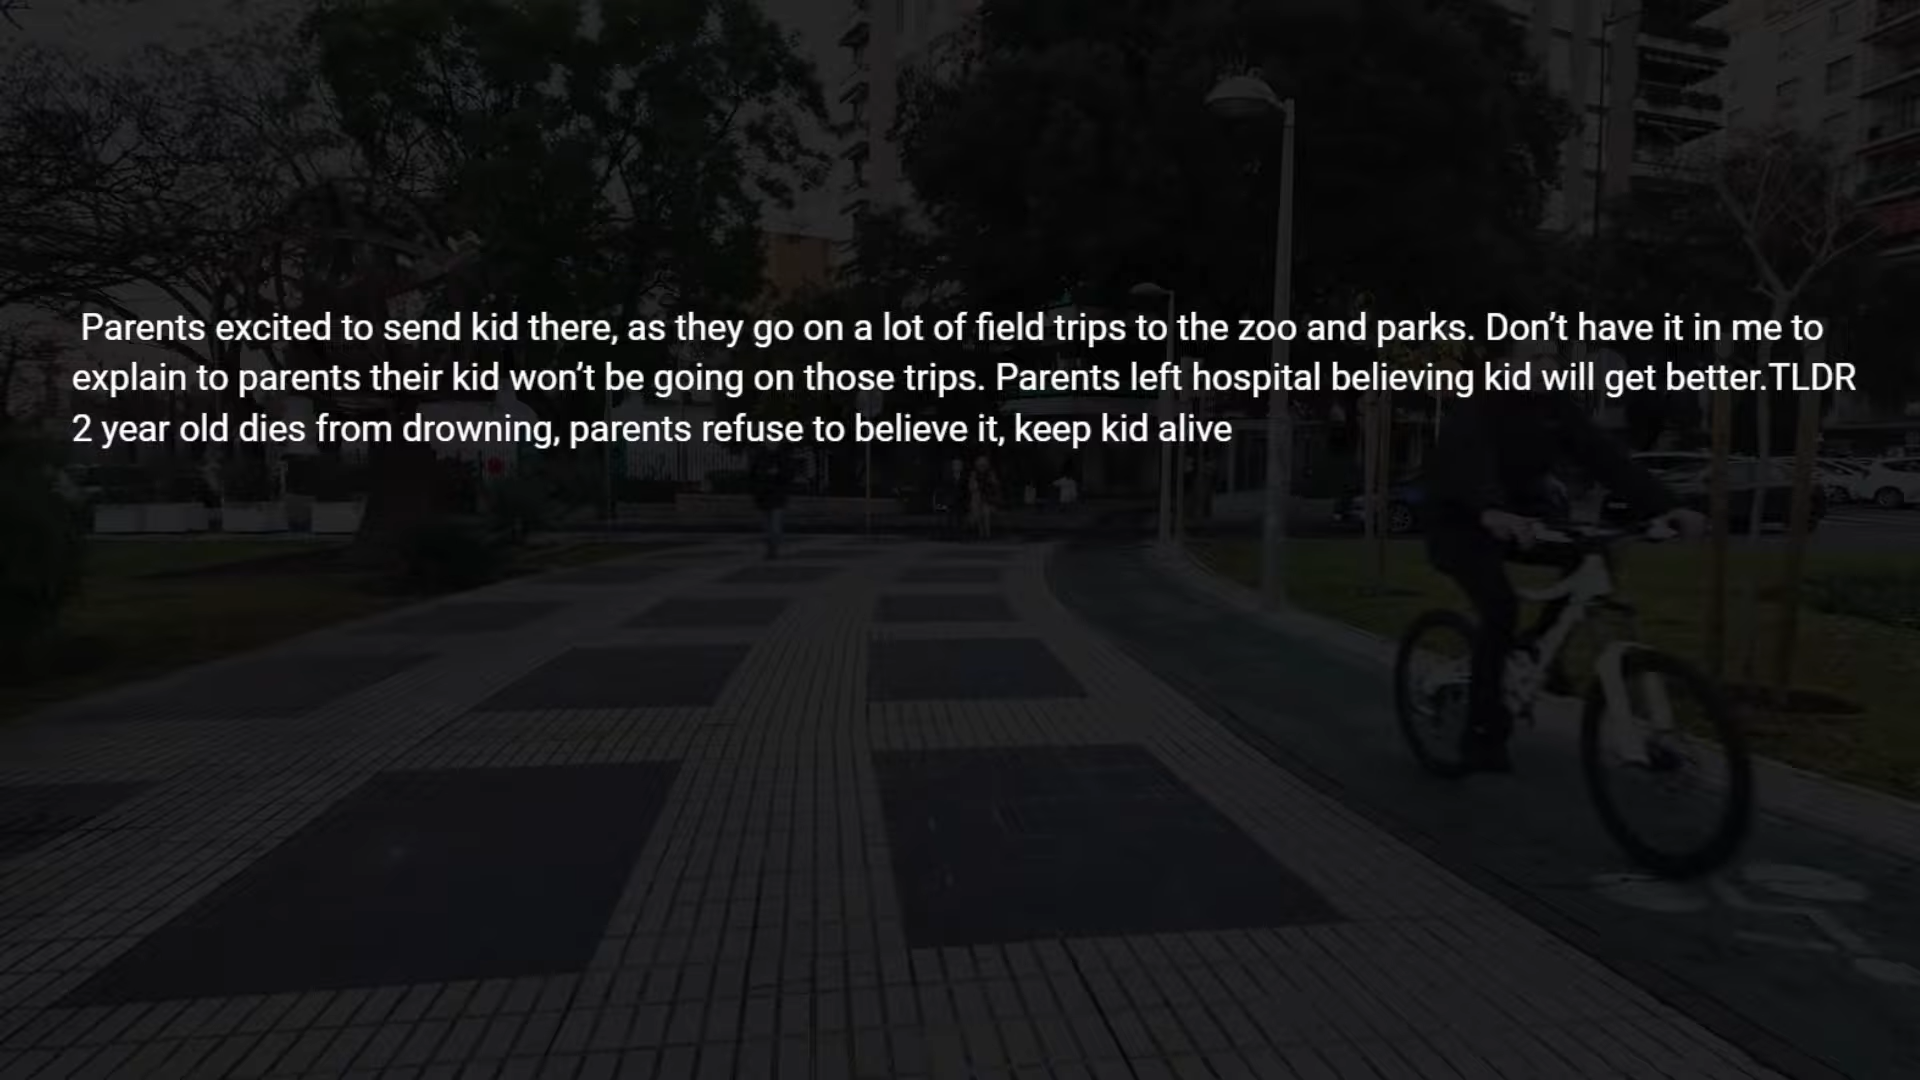 Parents excited to send kid there, as they go on a lot of field trips to the zoo and parks. Don’t have it in me to
explain to parents their kid won’t be going on those trips. Parents left hospital believing kid will get better.TLDR
2 year old dies from drowning, parents refuse to believe it, keep kid alive